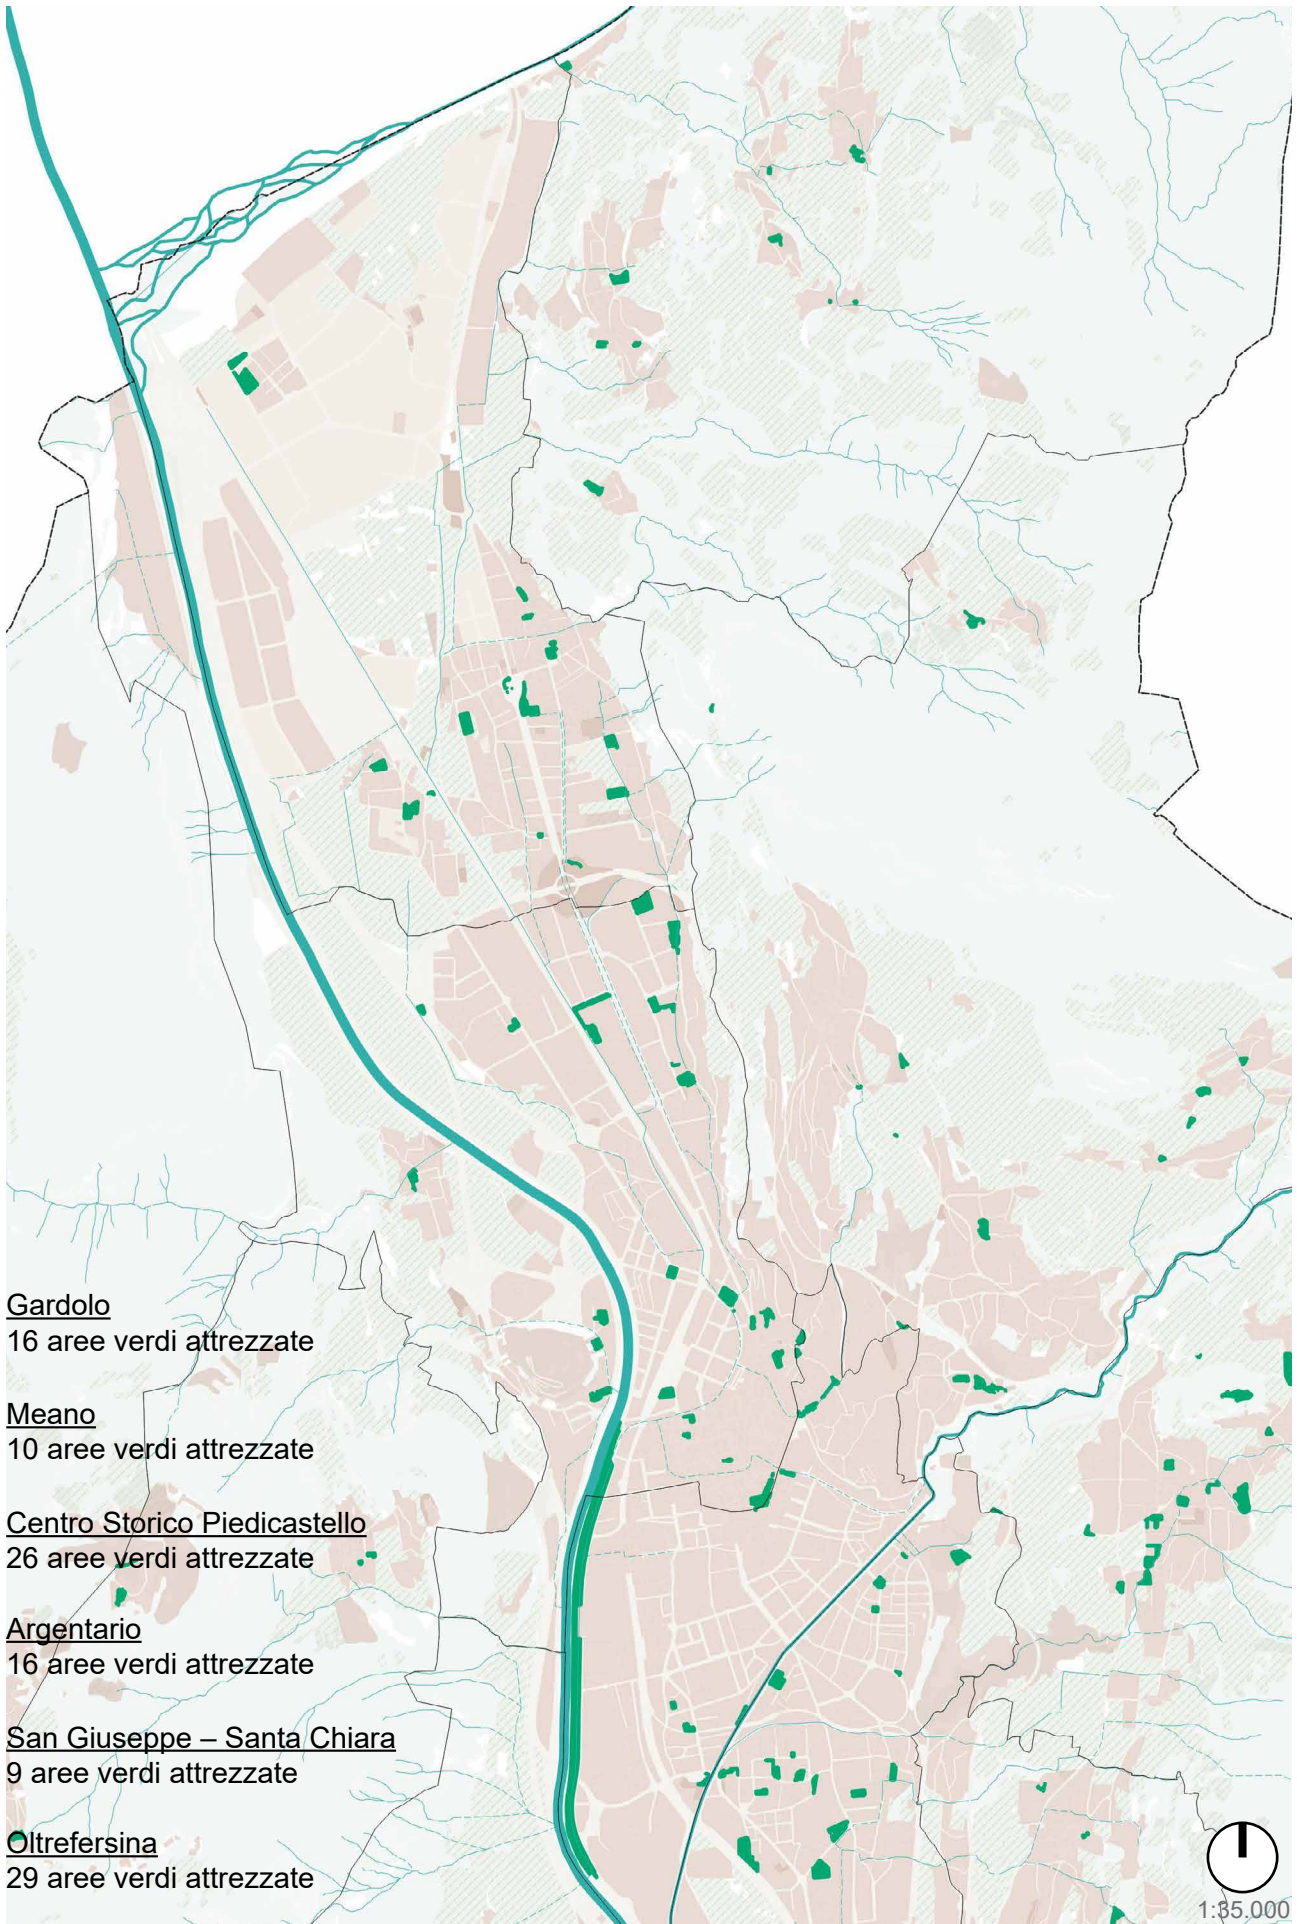 Gardolo
16 aree verdi attrezzate
Meano
10 aree verdi attrezzate
Centro Storico Piedicastello
26 aree verdi attrezzate
Argentario
16 aree verdi attrezzate
San Giuseppe – Santa Chiara
9 aree verdi attrezzate
Oltrefersina
29 aree verdi attrezzate
1:35.000